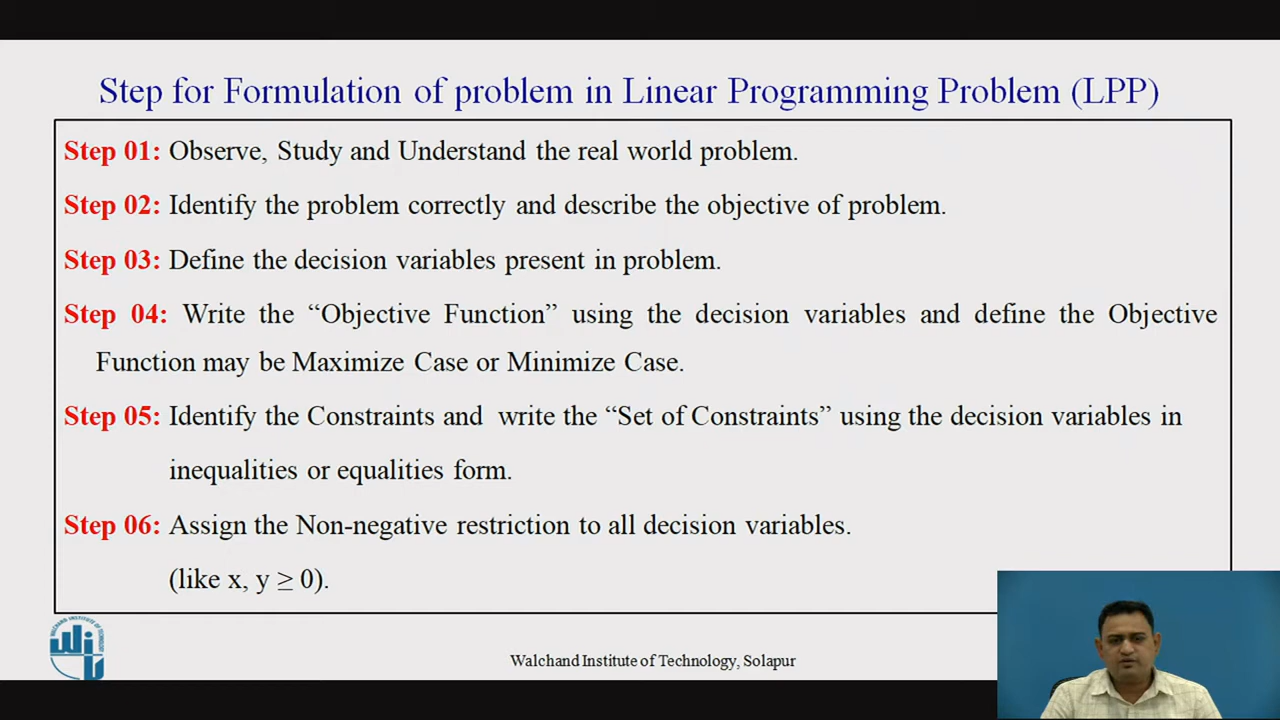 Step for Formulation of problem in Linear Programming Problem (LPP)
Step 01: Observe, Study and Understand the real world problem.
Step 02: Identify the problem correctly and describe the objective of problem.
Step 03: Define the decision variables present in problem.
Step 04: Write the “Objective Function” using the decision variables and define the Objective
Function may be Maximize Case or Minimize Case.
Step 05: Identify the Constraints and write the “Set of Constraints” using the decision variables in
inequalities or equalities form.
Step 06: Assign the Non-negative restriction to all decision variables.
(like x, y ≥ 0).
Walchand Institute of Technology, Solapur